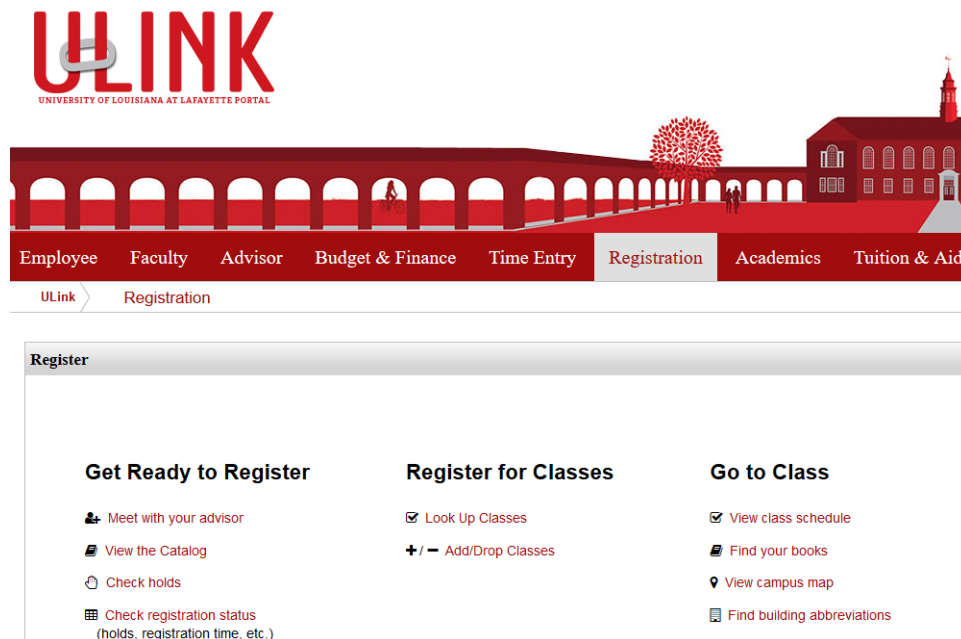 ULINK
UNIVERSITY OF LOUISIANA AT LAFAYETTE PORTAL
Employee Faculty Advisor Budget & Finance Time Entry Registration Academics Tuition & Aid
ULink Registration
Register
Get Ready to Register
Meet with your advisor
View the Catalog
Check holds
Check registration status
(holds, registration time, etc.)
Register for Classes
Look Up Classes
+ / − Add/Drop Classes
Go to Class
View class schedule
Find your books
View campus map
Find building abbreviations